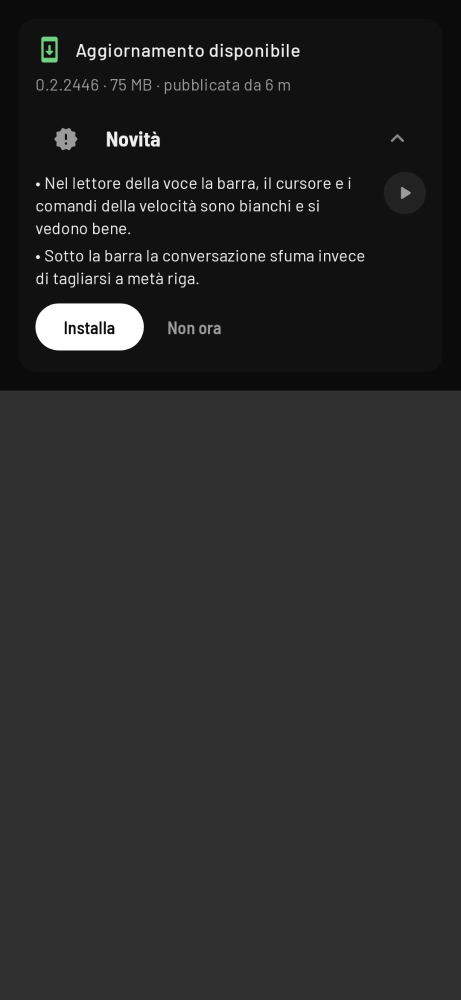 Aggiornamento disponibile
0.2.2446 · 75 MB · pubblicata da 6 m
Novità
• Nel lettore della voce la barra, il cursore e i
comandi della velocità sono bianchi e si
vedono bene.
• Sotto la barra la conversazione sfuma invece
di tagliarsi a metà riga.
Installa
Non ora